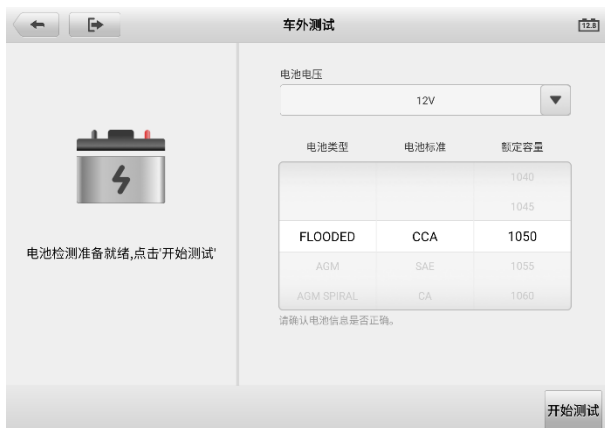 车外测试
12.8
电池电压
12V
电池类型 电池标准 额定容量
1040
1045
FLOODED CCA 1050
AGM SAE 1055
AGM SPIRAL CA 1060
请确认电池信息是否正确。
电池检测准备就绪,点击'开始测试'
开始测试